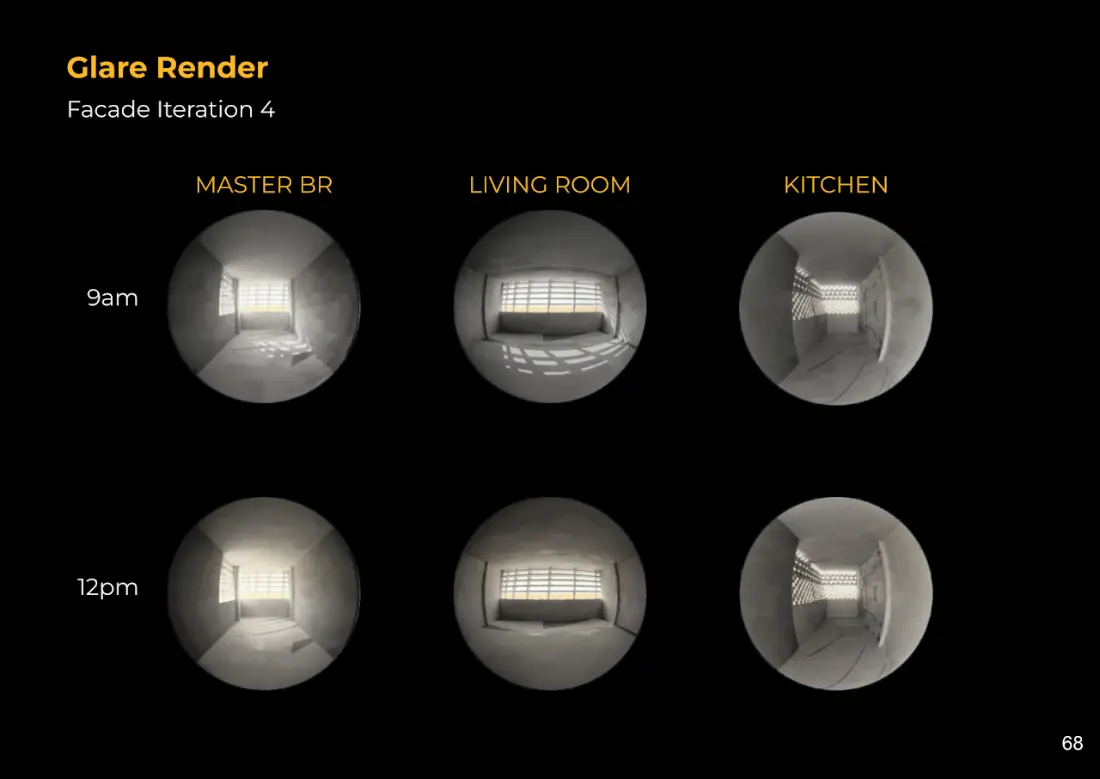 Glare Render
Facade Iteration 4
MASTER BR
LIVING ROOM
KITCHEN
9am
12pm
68